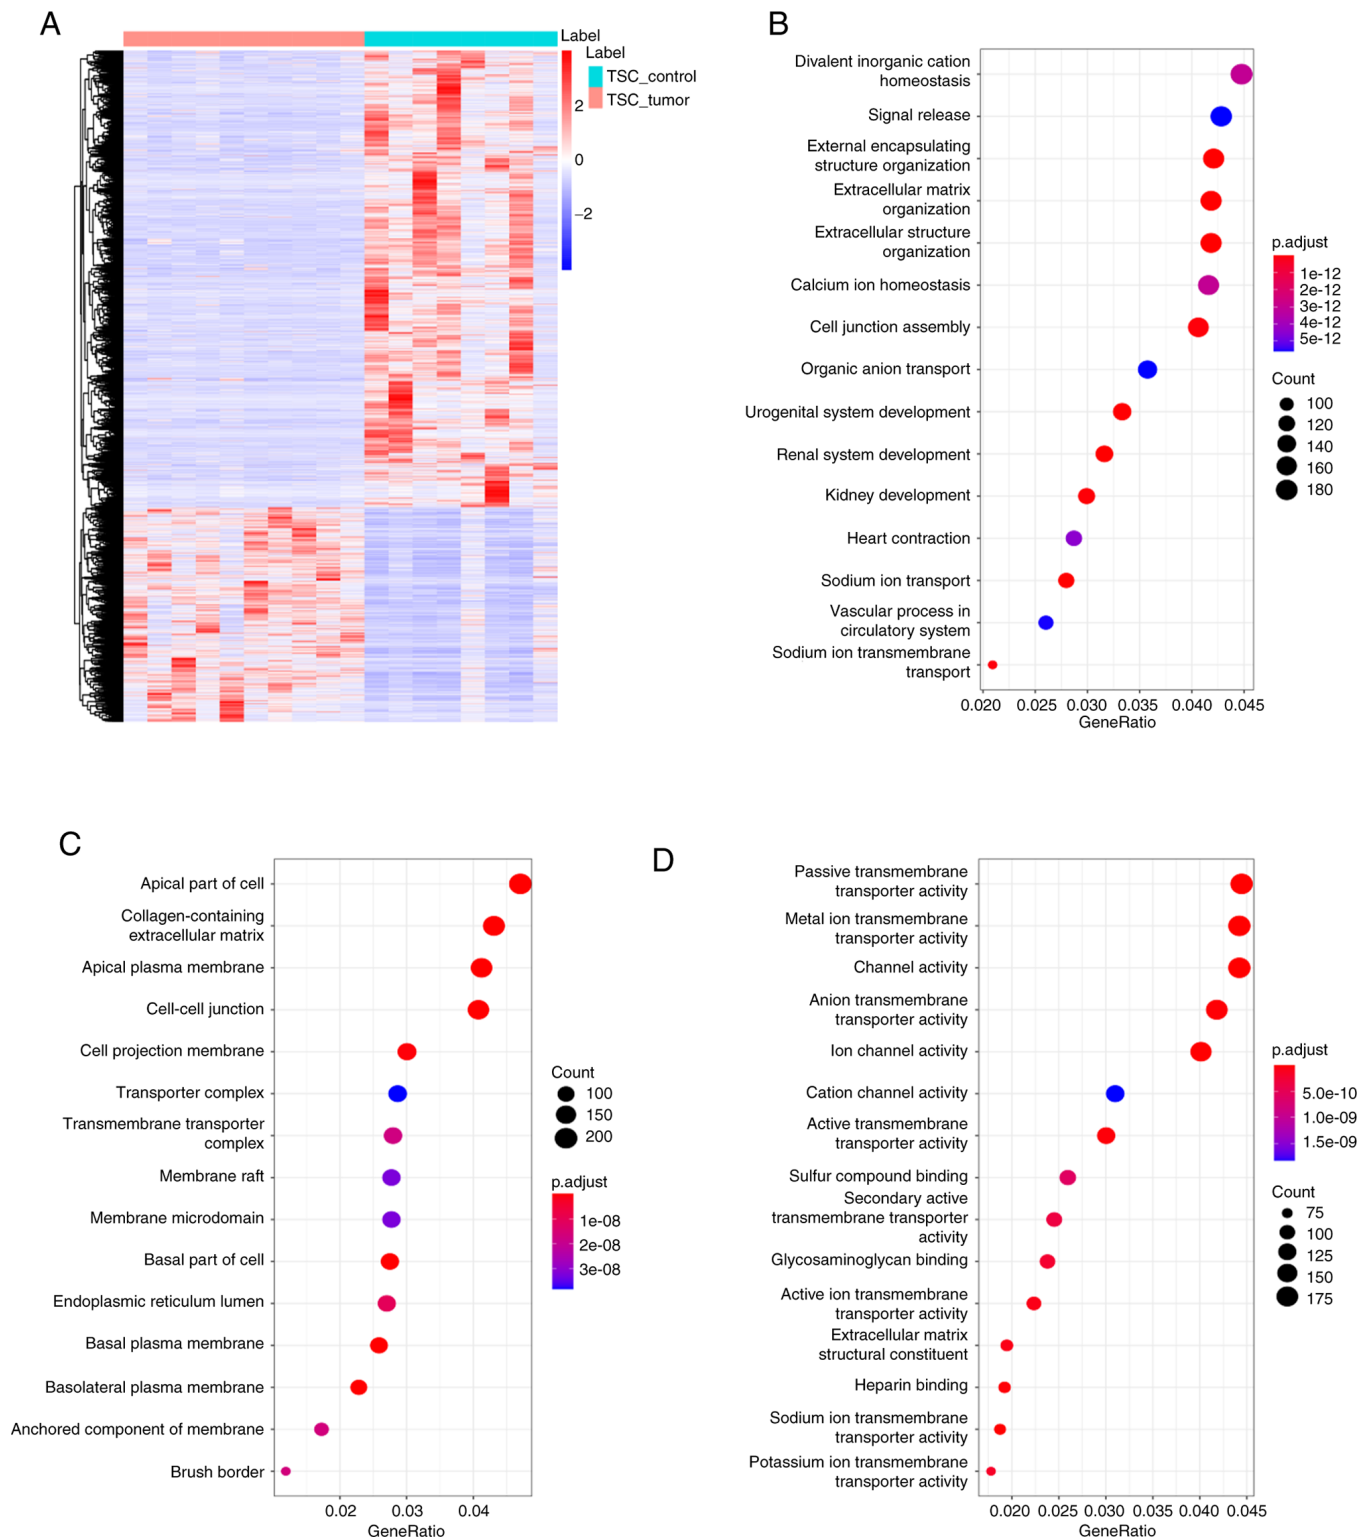 A
Label
Label
TSC_control
TSC_tumor
2
0
−2
B
Divalent inorganic cation
homeostasis
Signal release
External encapsulating
structure organization
Extracellular matrix
organization
Extracellular structure
organization
Calcium ion homeostasis
Cell junction assembly
Organic anion transport
Urogenital system development
Renal system development
Kidney development
Heart contraction
Sodium ion transport
Vascular process in
circulatory system
Sodium ion transmembrane
transport
0.020 0.025 0.030 0.035 0.040 0.045
GeneRatio
p.adjust
1e-12
2e-12
3e-12
4e-12
5e-12
Count
100
120
140
160
180
C
Apical part of cell
Collagen-containing
extracellular matrix
Apical plasma membrane
Cell-cell junction
Cell projection membrane
Transporter complex
Transmembrane transporter
complex
Membrane raft
Membrane microdomain
Basal part of cell
Endoplasmic reticulum lumen
Basal plasma membrane
Basolateral plasma membrane
Anchored component of membrane
Brush border
0.02 0.03 0.04
GeneRatio
Count
100
150
200
p.adjust
1e-08
2e-08
3e-08
D
Passive transmembrane
transporter activity
Metal ion transmembrane
transporter activity
Channel activity
Anion transmembrane
transporter activity
Ion channel activity
Cation channel activity
Active transmembrane
transporter activity
Sulfur compound binding
Secondary active
transmembrane transporter
activity
Glycosaminoglycan binding
Active ion transmembrane
transporter activity
Extracellular matrix
structural constituent
Heparin binding
Sodium ion transmembrane
transporter activity
Potassium ion transmembrane
transporter activity
0.020 0.025 0.030 0.035 0.040 0.045
GeneRatio
p.adjust
5.0e-10
1.0e-09
1.5e-09
Count
75
100
125
150
175